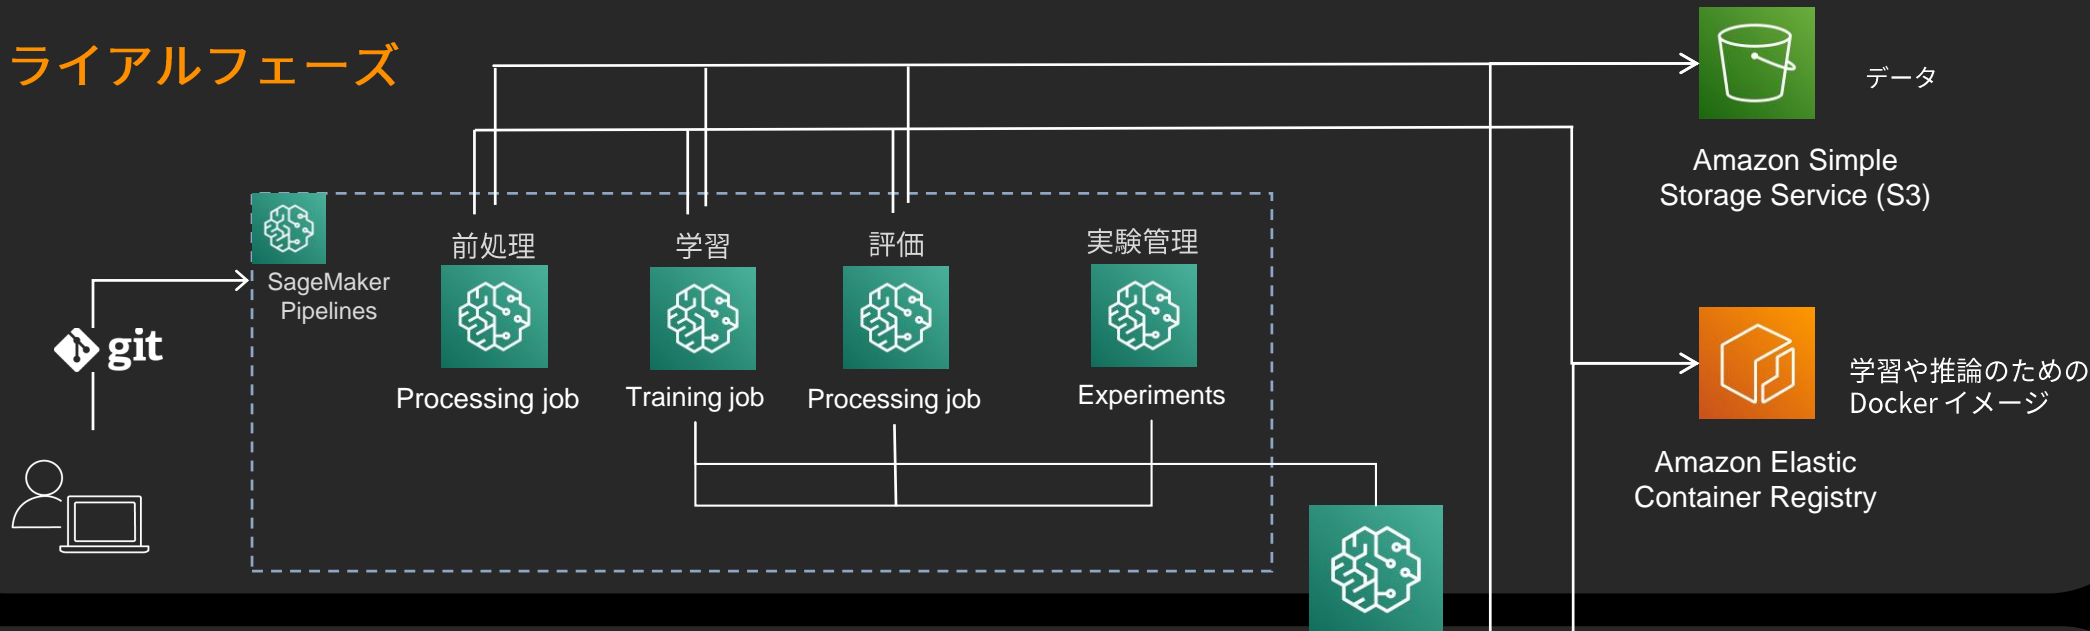 ライアルフェーズ
データ
Amazon Simple
Storage Service (S3)
前処理
学習
評価
実験管理
SageMaker
Pipelines
git
Processing job
Training job
Processing job
Experiments
学習や推論のための
Docker イメージ
Amazon Elastic
Container Registry